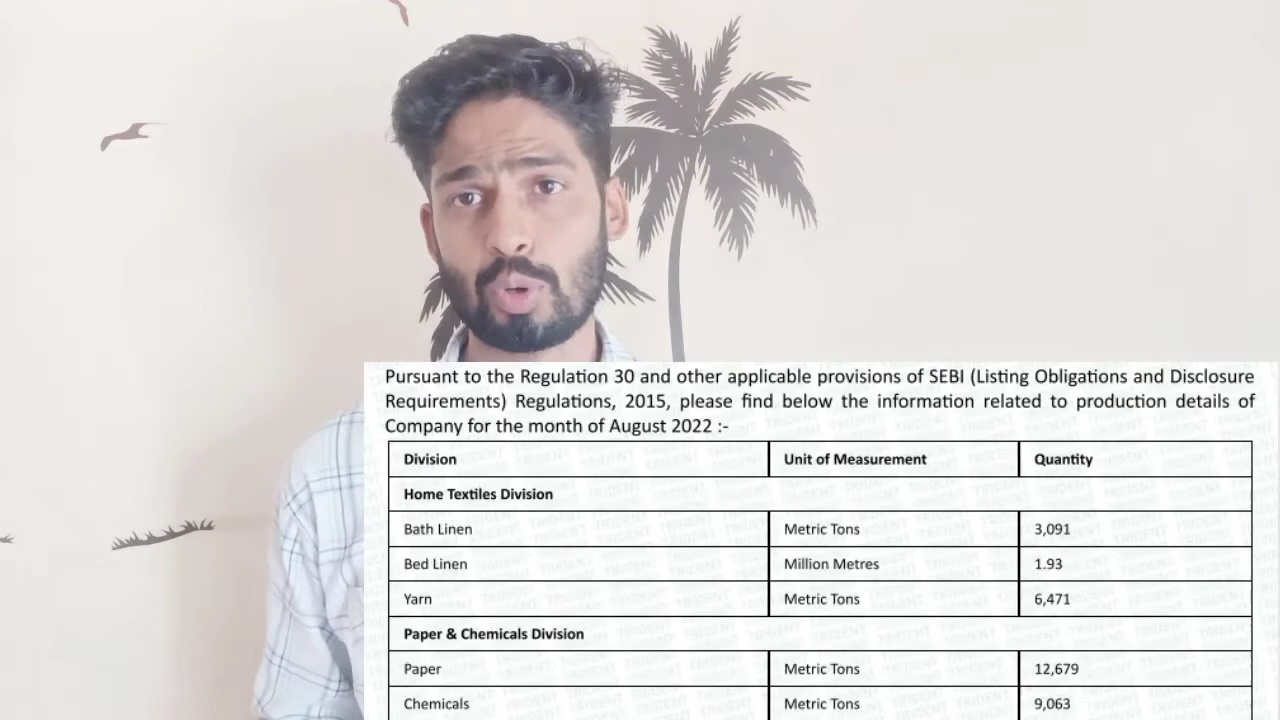 Pursuant to the Regulation 30 and other applicable provisions of SEBI (Listing Obligations and Disclosure
Requirements) Regulations, 2015, please find below the information related to production details of
Company for the month of August 2022 :-
Division Unit of Measurement Quantity
Home Textiles Division
Bath Linen Metric Tons 3,091
Bed Linen Million Metres 1.93
Yarn Metric Tons 6,471
Paper & Chemicals Division
Paper Metric Tons 12,679
Chemicals Metric Tons 9,063